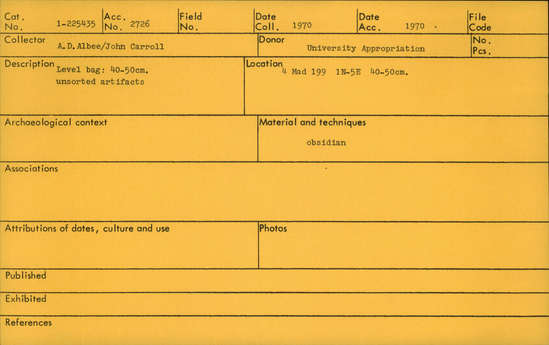 Cat. No. 1-225435 Acc. No. 2726 Field No. Date Coll. 1970 Date Acc. 1970 . File Code
Collector A.D.Albee/John Carroll Donor University Appropriation No. Pcs.
Description Level bag: 40-50cm. unsorted artifacts
Location 4 Mad 199 1N-5E 40-50cm.
Archaeological context
Material and techniques
obsidian
Associations
Attributions of dates, culture and use
Photos
Published
Exhibited
References